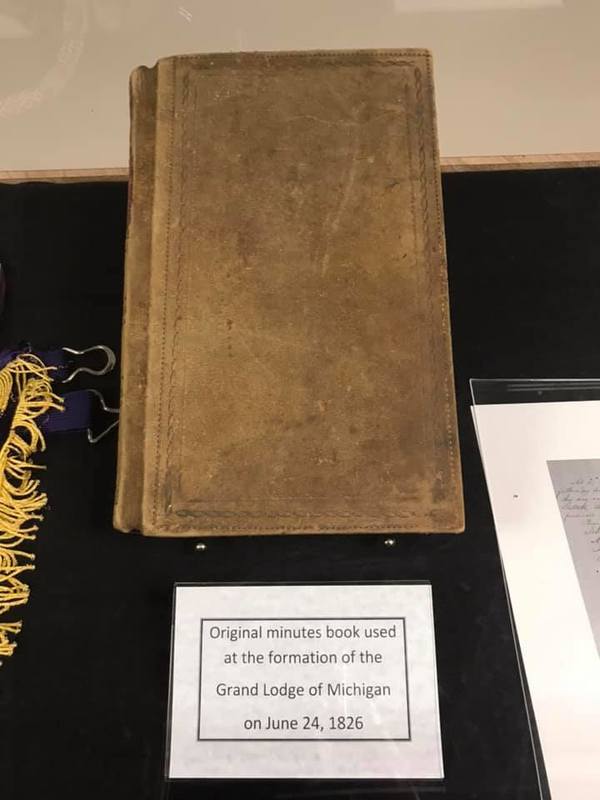 Original minutes book used
at the formation of the
Grand Lodge of Michigan
on June 24, 1826